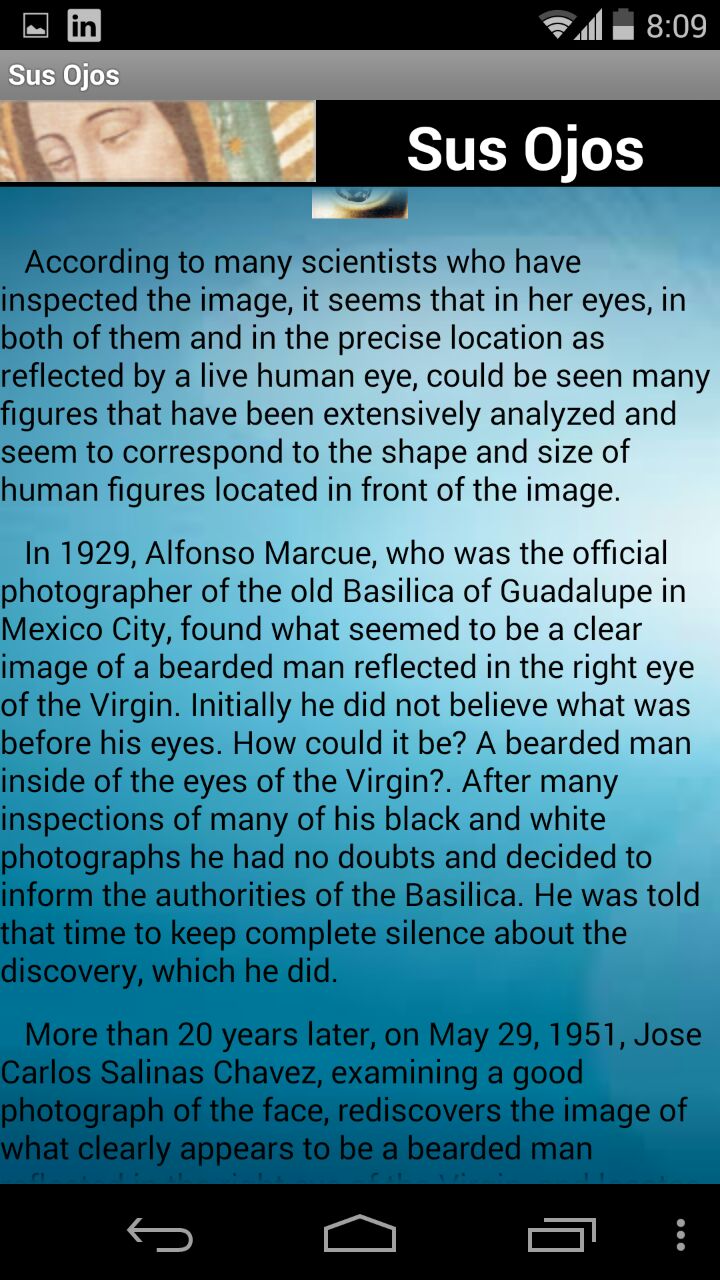 in 8:09
Sus Ojos
Sus Ojos
According to many scientists who have
inspected the image, it seems that in her eyes, in
both of them and in the precise location as
reflected by a live human eye, could be seen many
figures that have been extensively analyzed and
seem to correspond to the shape and size of
human figures located in front of the image.
In 1929, Alfonso Marcue, who was the official
photographer of the old Basilica of Guadalupe in
Mexico City, found what seemed to be a clear
image of a bearded man reflected in the right eye
of the Virgin. Initially he did not believe what was
before his eyes. How could it be? A bearded man
inside of the eyes of the Virgin?. After many
inspections of many of his black and white
photographs he had no doubts and decided to
inform the authorities of the Basilica. He was told
that time to keep complete silence about the
discovery, which he did.
More than 20 years later, on May 29, 1951, Jose
Carlos Salinas Chavez, examining a good
photograph of the face, rediscovers the image of
what clearly appears to be a bearded man
reflected in the right eye of the Virgin, and